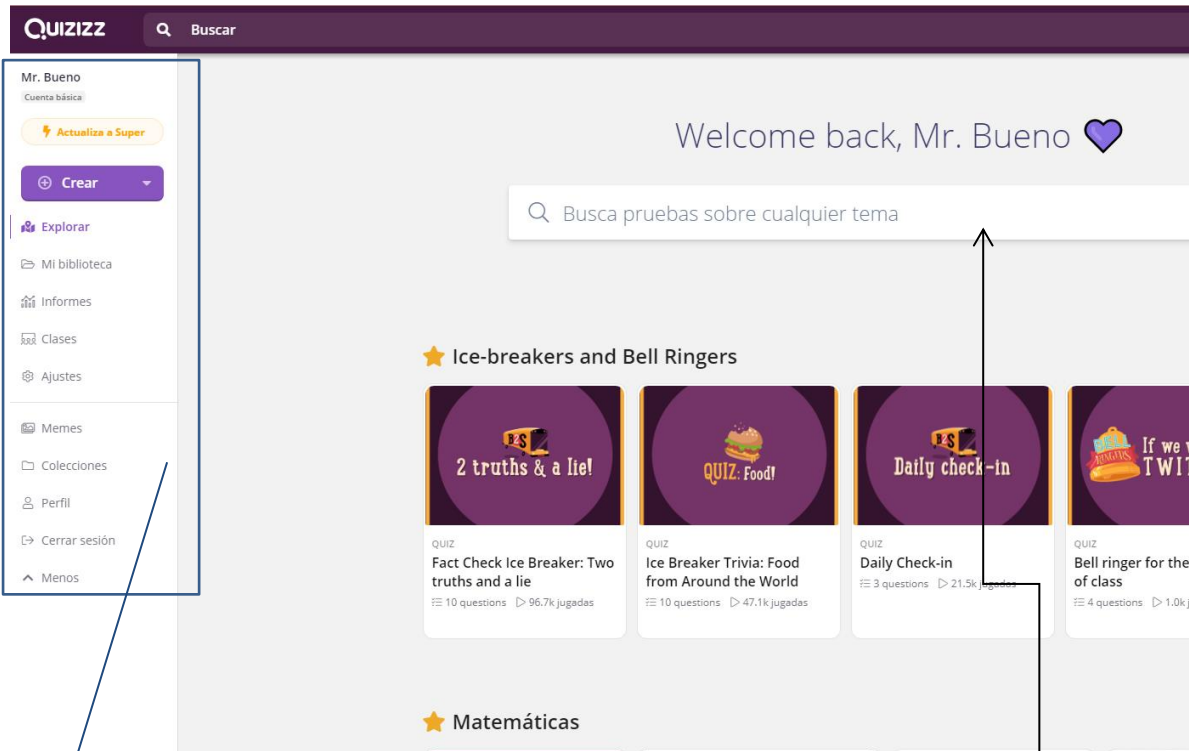 QUIZIZZ
Buscar
Mr. Bueno
Cuenta básica
Actualiza a Super
Crear
Explorar
Mi biblioteca
Informes
Clases
Ajustes
Memes
Colecciones
Perfil
Cerrar sesión
Menos
Welcome back, Mr. Bueno
Busca pruebas sobre cualquier tema
Ice-breakers and Bell Ringers
B2S
2 truths & a lie!
QUIZ
Fact Check Ice Breaker: Two
truths and a lie
10 questions 96.7k jugadas
QUIZ: Food!
QUIZ
Ice Breaker Trivia: Food
from Around the World
10 questions 47.1k jugadas
B2S
Daily check-in
QUIZ
Daily Check-in
3 questions 21.5k jugadas
BELL
RINGERS
If we
TWI
QUIZ
Bell ringer for the
of class
4 questions 1.0k
Matemáticas